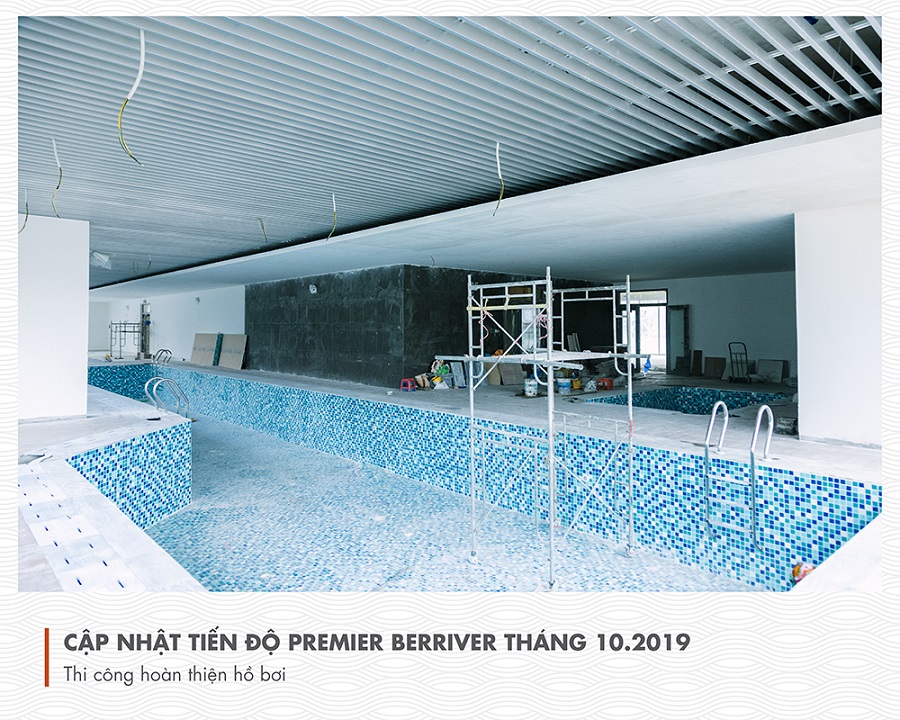 CẬP NHẬT TIẾN ĐỘ PREMIER BERRIVER THÁNG 10.2019
Thi công hoàn thiện hồ bơi